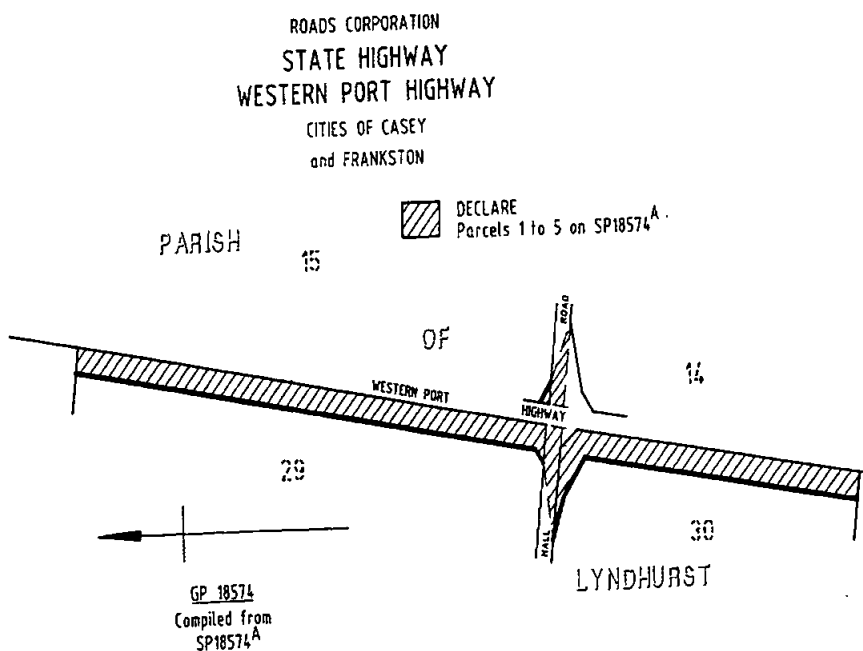 ROADS CORPORATION
STATE HIGHWAY
WESTERN PORT HIGHWAY
CITIES OF CASEY
and FRANKSTON
DECLARE
Parcels 1 to 5 on SP18574A.
PARISH
15
OF
ROAD
14
WESTERN PORT
HIGHWAY
29
30
HALL
LYNDHURST
GP 18574
Compiled from
SP18574A